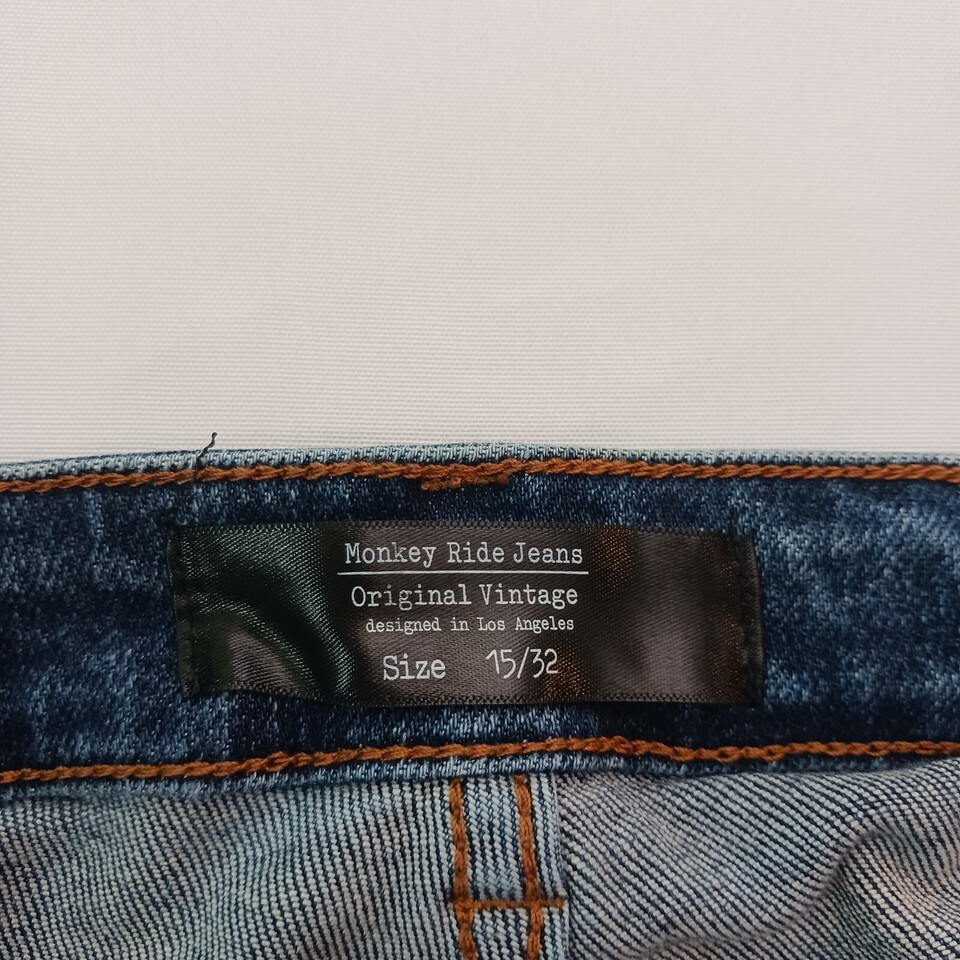 Monkey Ride Jeans
Original Vintage
designed in Los Angeles
Size 15/32